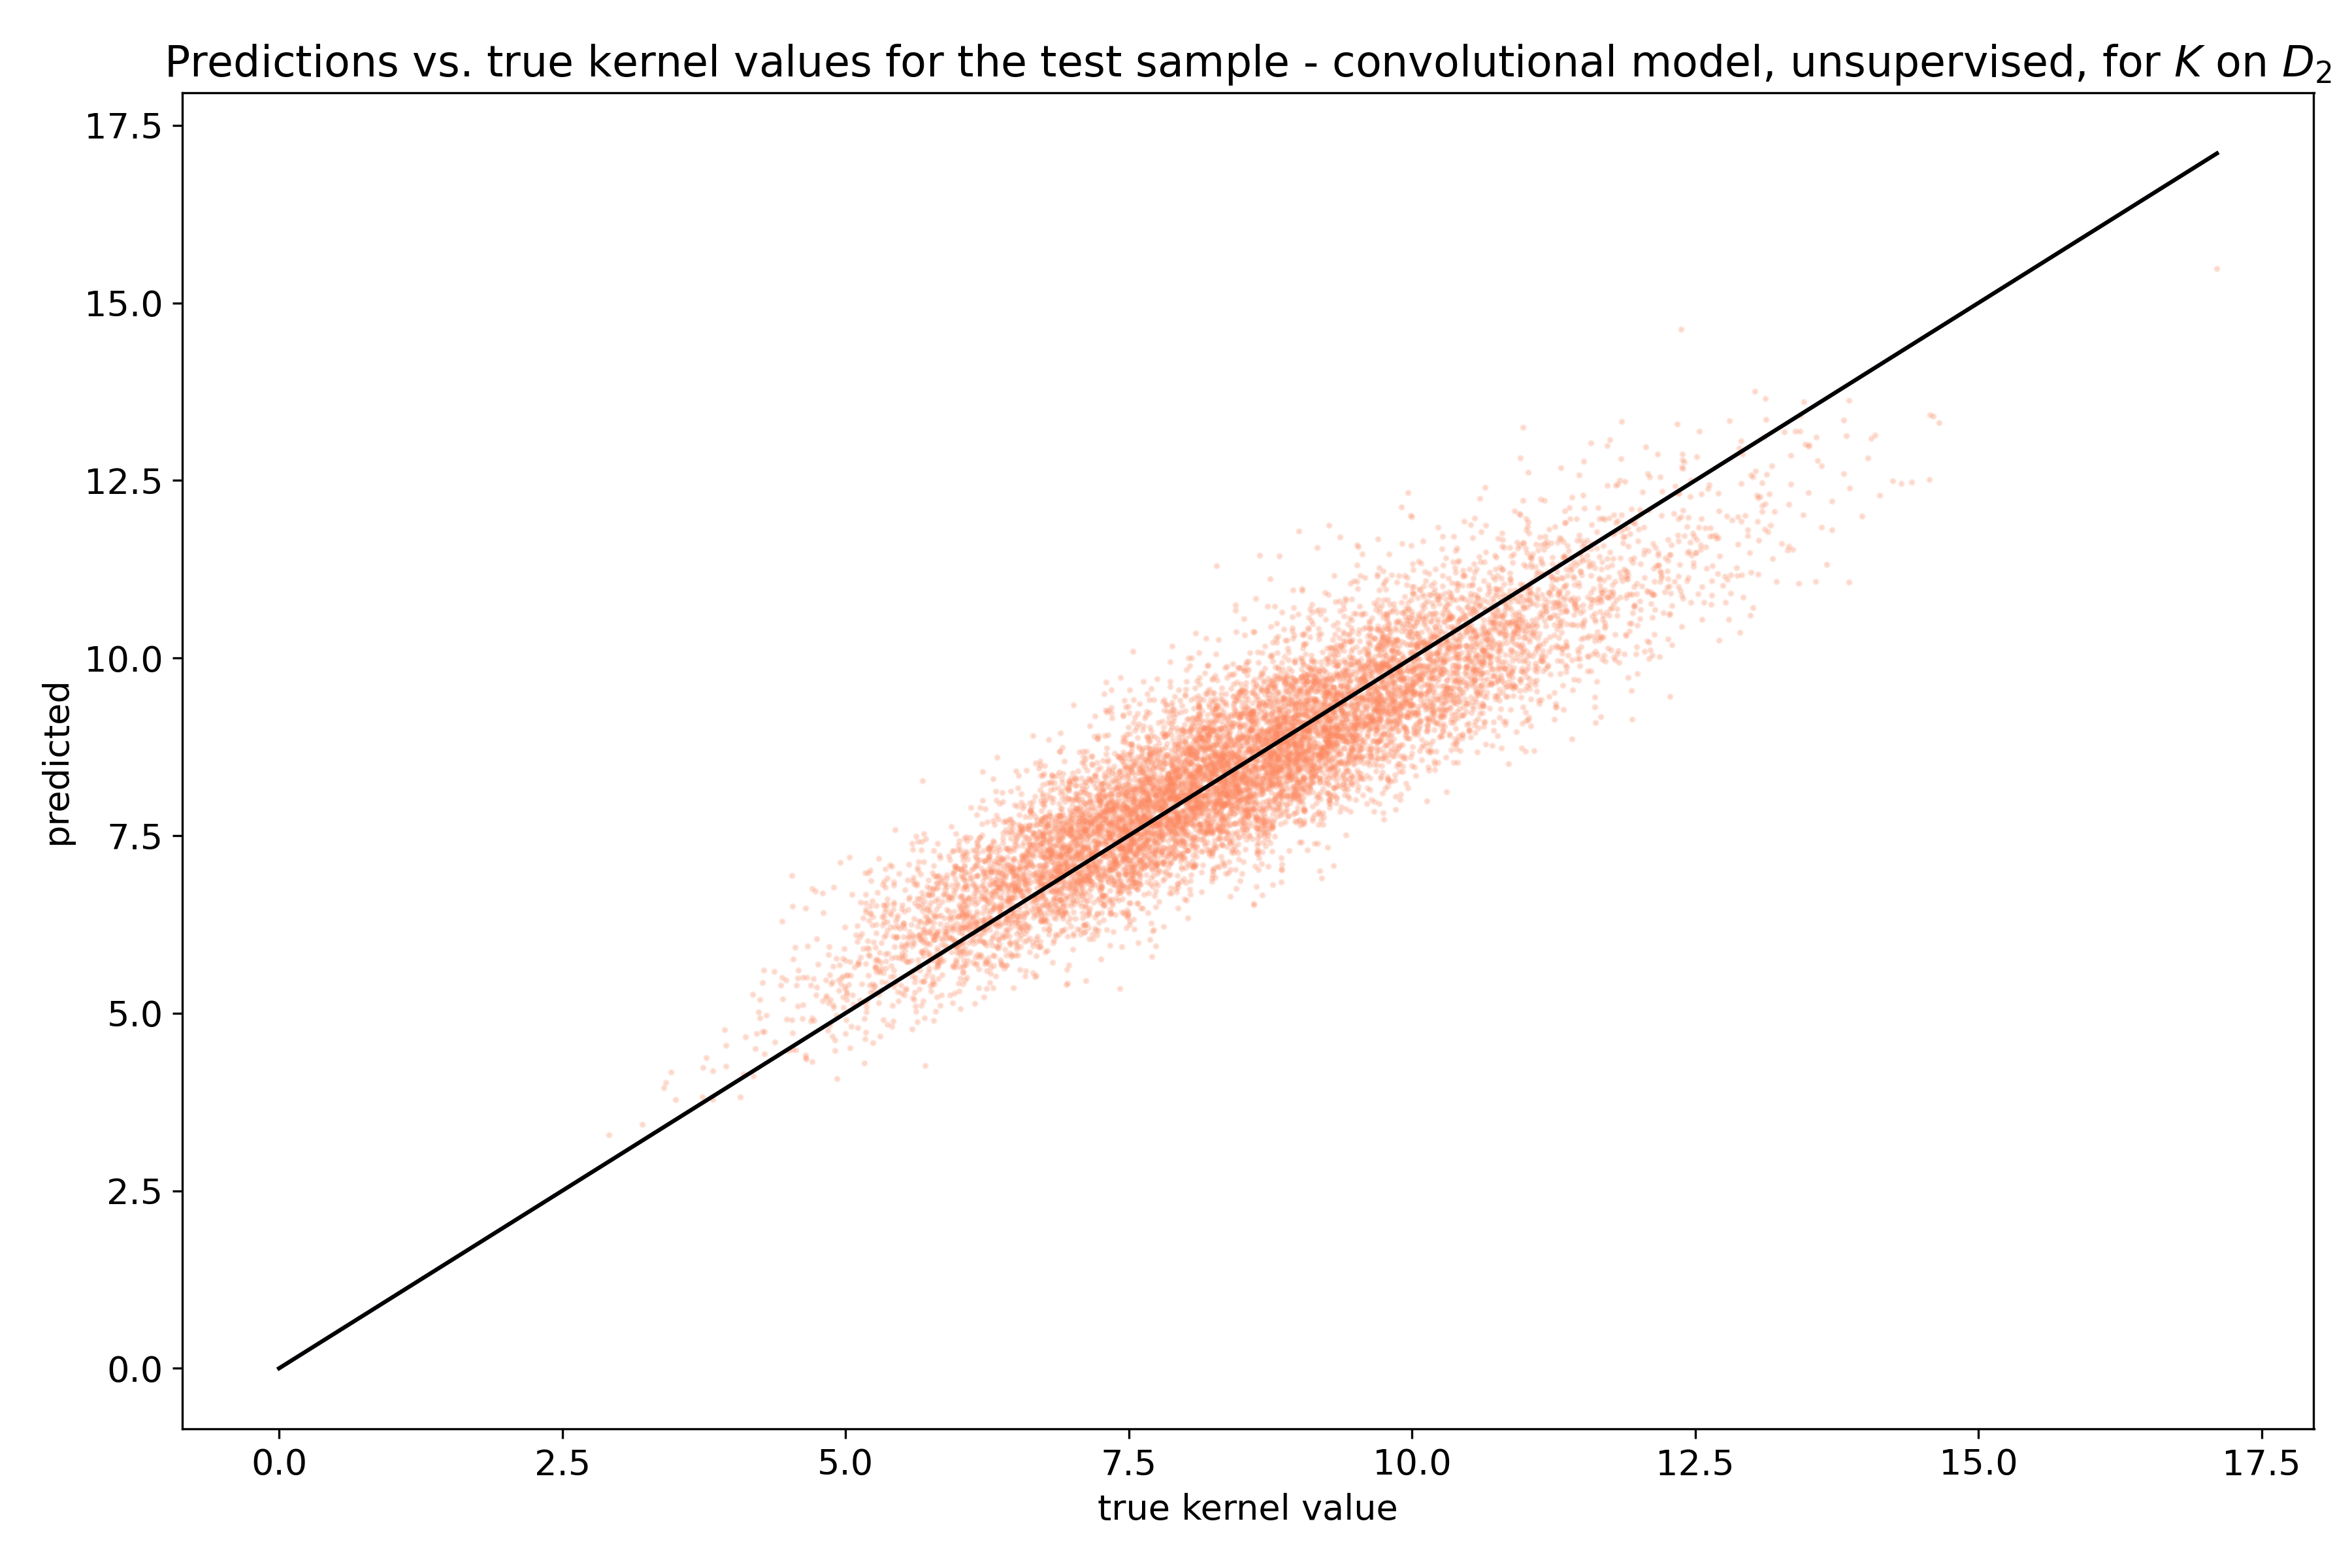 Predictions vs. true kernel values for the test sample - convolutional model, unsupervised, for K on D₂
17.5
15.0
12.5
10.0
7.5
5.0
2.5
0.0
predicted
0.0 2.5 5.0 7.5 10.0 12.5 15.0 17.5
true kernel value